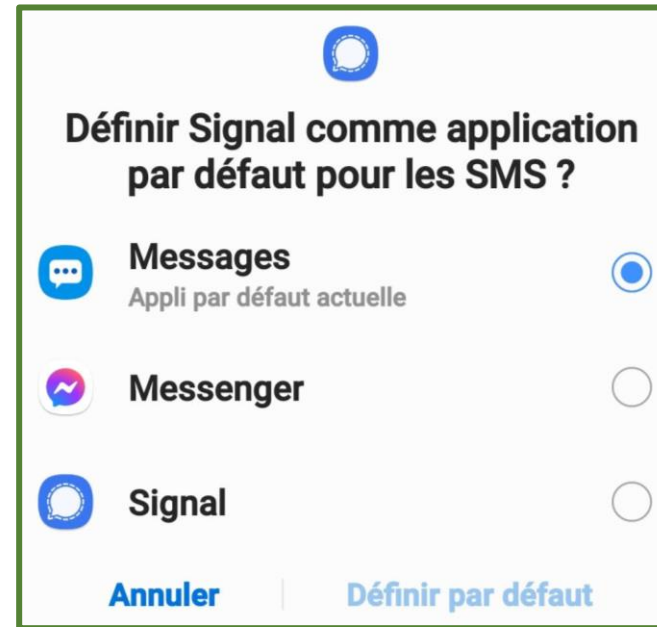 Définir Signal comme application
par défaut pour les SMS ?
Messages
Appli par défaut actuelle
Messenger
Signal
Annuler
Définir par défaut